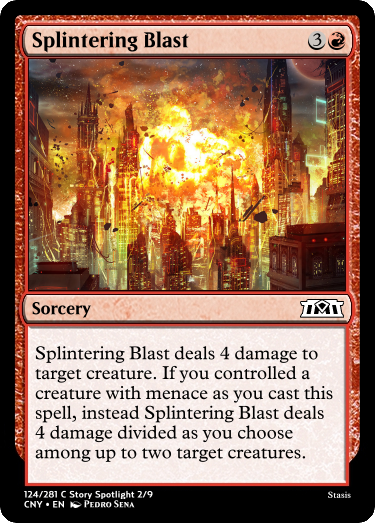 Splintering Blast 3
Sorcery
Splintering Blast deals 4 damage to
target creature. If you controlled a
creature with menace as you cast this
spell, instead Splintering Blast deals
4 damage divided as you choose
among up to two target creatures.
124/281 C Story Spotlight 2/9
Stasis
CNY • EN Pedro Sena